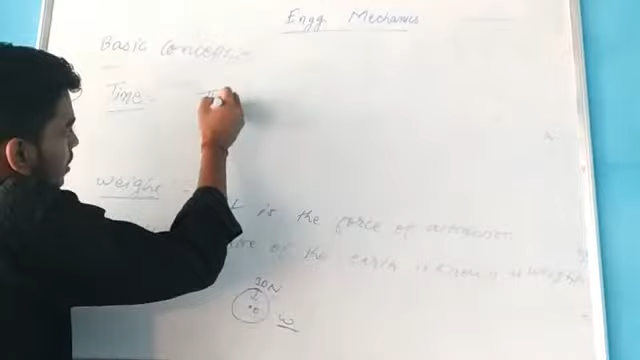 Engg Mechanics
Basic Concepts
Time -
Weight - It is the force of attraction
of the earth is known as Weight
30N
W